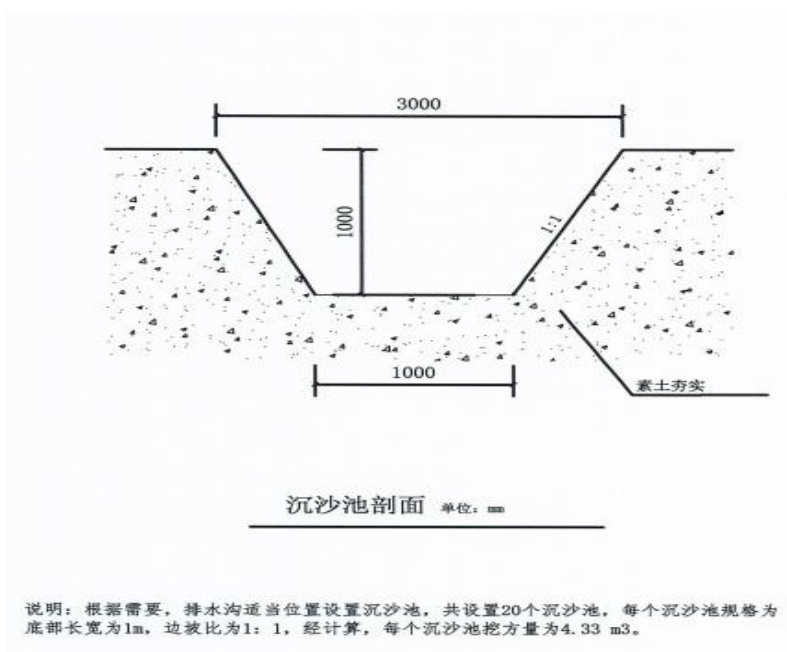 3000
1000
1:1
1000
素土夯实
沉沙池剖面 单位: mm
说明: 根据需要, 排水沟适当位置设置沉沙池, 共设置20个沉沙池, 每个沉沙池规格为
底部长宽为1m, 边坡比为1: 1, 经计算, 每个沉沙池挖方量为4.33 m3。